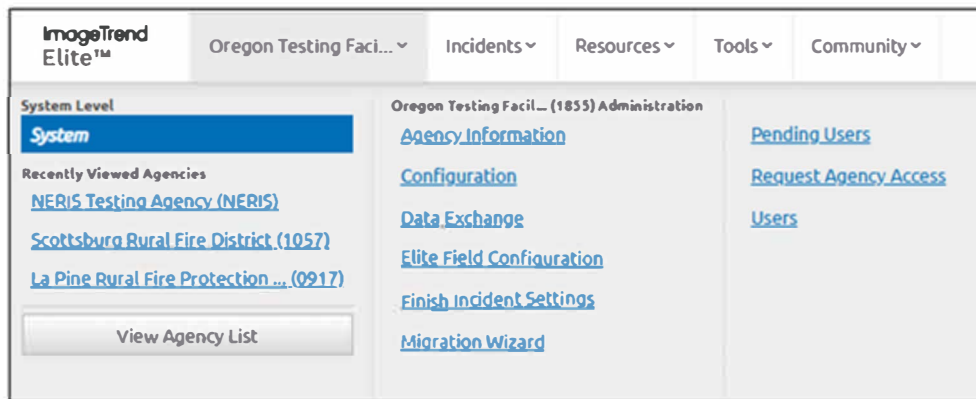 ImageTrend
Elite™
Oregon Testing Faci...
Incidents
Resources
Tools
Community
System Level
System
Recently Viewed Agencies
NERIS Testing Agency (NERIS)
Scottsburg Rural Fire District (1057)
La Pine Rural Fire Protection ... (0917)
View Agency List
Oregon Testing Facil... (1855) Administration
Agency Information
Configuration
Data Exchange
Elite Field Configuration
Finish Incident Settings
Migration Wizard
Pending Users
Request Agency Access
Users